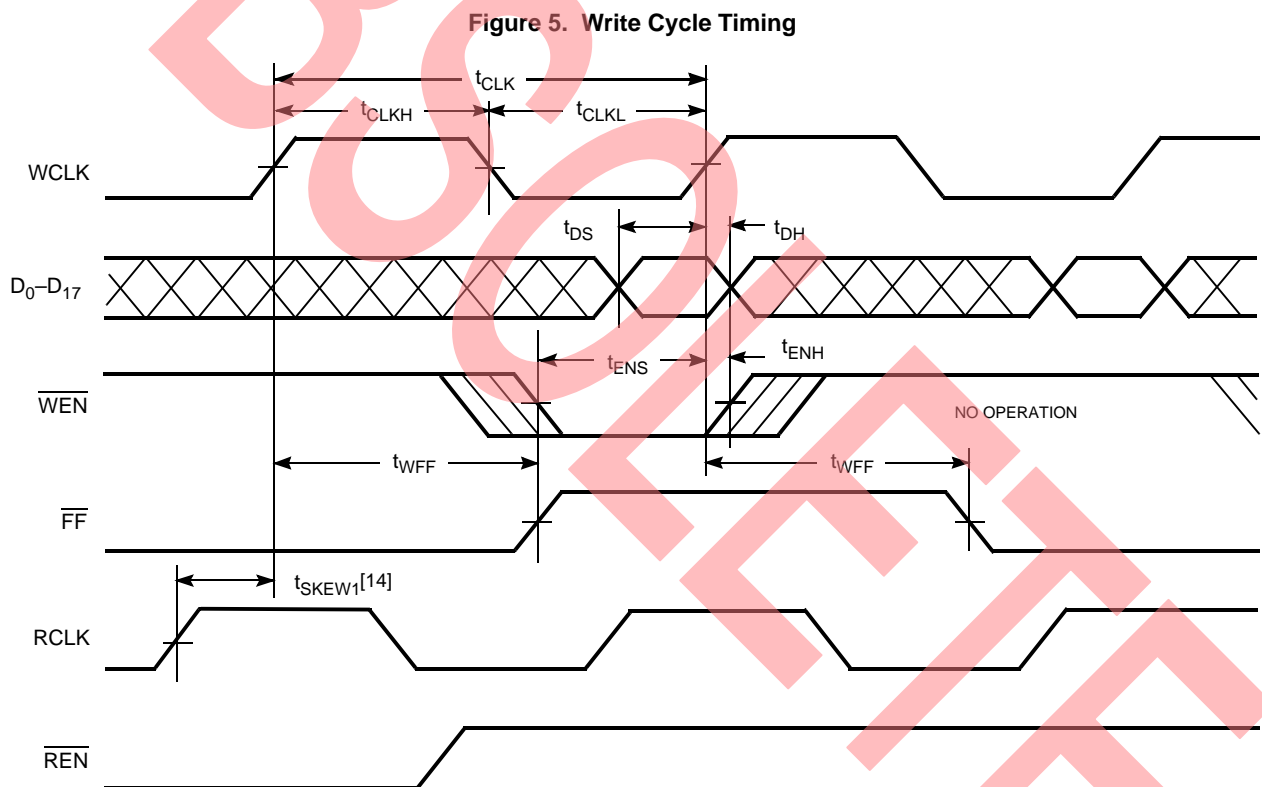 Figure 5. Write Cycle Timing
tCLK
tCLKH
tCLKL
WCLK
tDS
tDH
D0–D17
tENS
tENH
WEN
NO OPERATION
tWFF
tWFF
FF
tSKEW1[14]
RCLK
REN
OBSOLETE